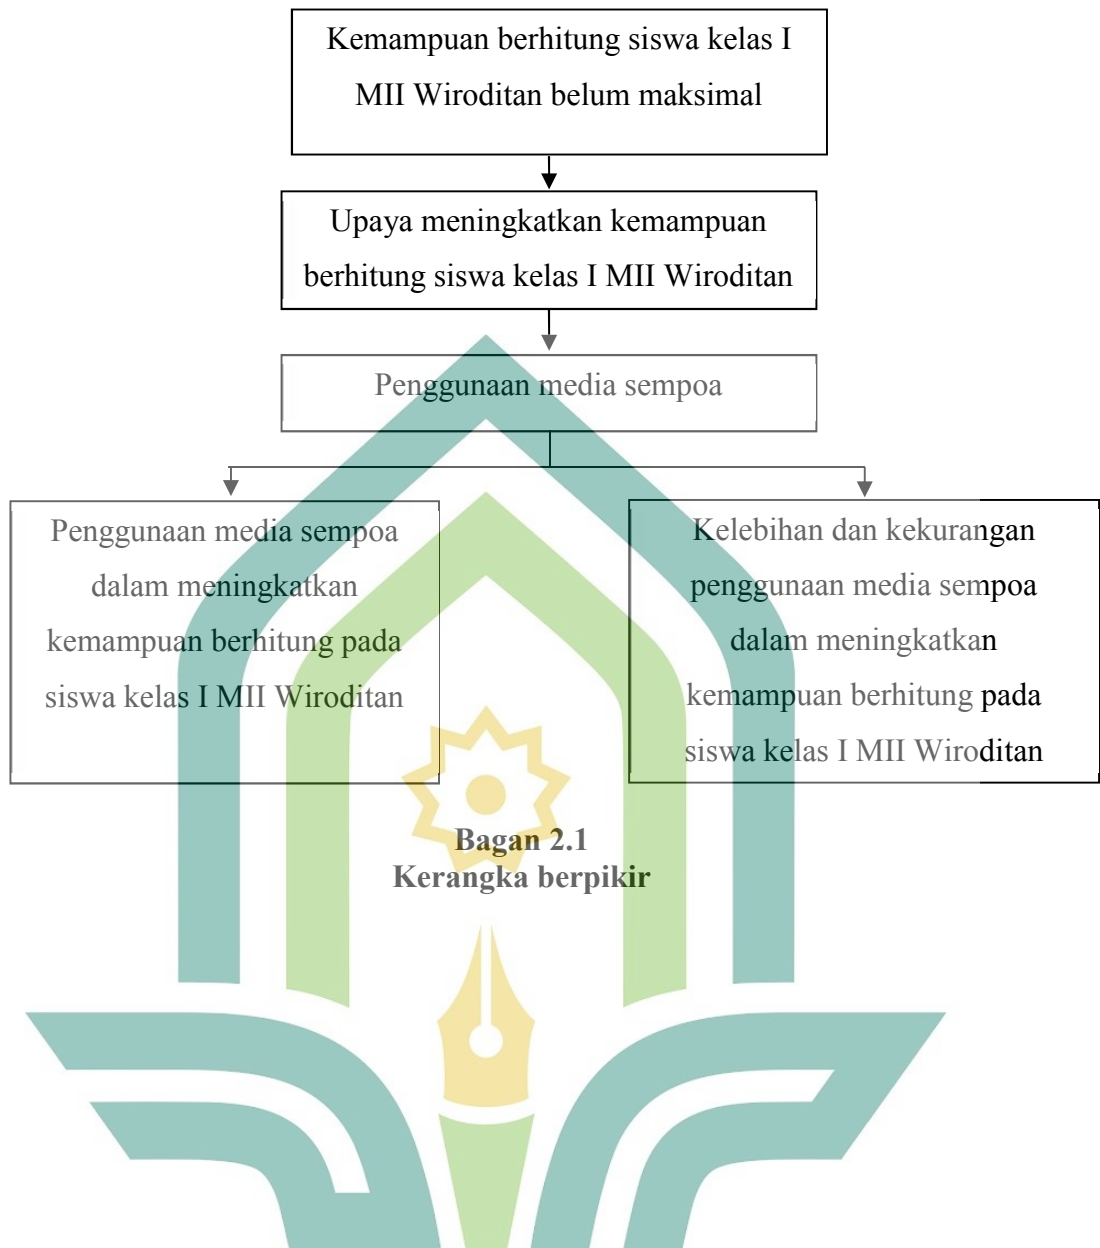 Kemampuan berhitung siswa kelas I
MII Wiroditan belum maksimal
Upaya meningkatkan kemampuan
berhitung siswa kelas I MII Wiroditan
Penggunaan media sempoa
Penggunaan media sempoa
dalam meningkatkan
kemampuan berhitung pada
siswa kelas I MII Wiroditan
Kelebihan dan kekurangan
penggunaan media sempoa
dalam meningkatkan
kemampuan berhitung pada
siswa kelas I MII Wiroditan
Bagan 2.1
Kerangka berpikir